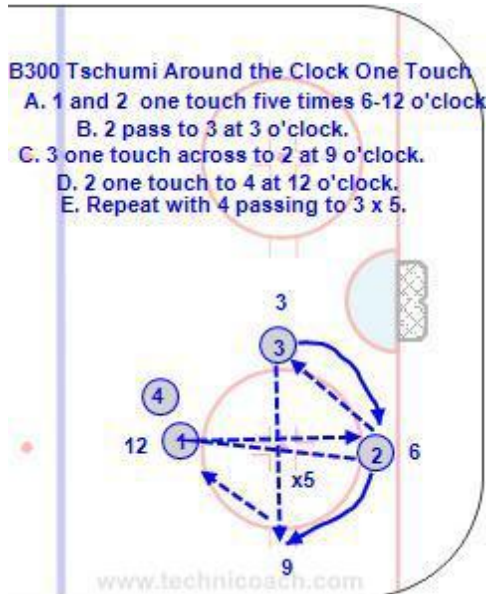 B300 Tschumi Around the Clock One Touch
A. 1 and 2 one touch five times 6-12 o'clock
B. 2 pass to 3 at 3 o'clock.
C. 3 one touch across to 2 at 9 o'clock.
D. 2 one touch to 4 at 12 o'clock.
E. Repeat with 4 passing to 3 x 5.
3
3
4
12
1
2
6
x5
9
www.technicoach.com